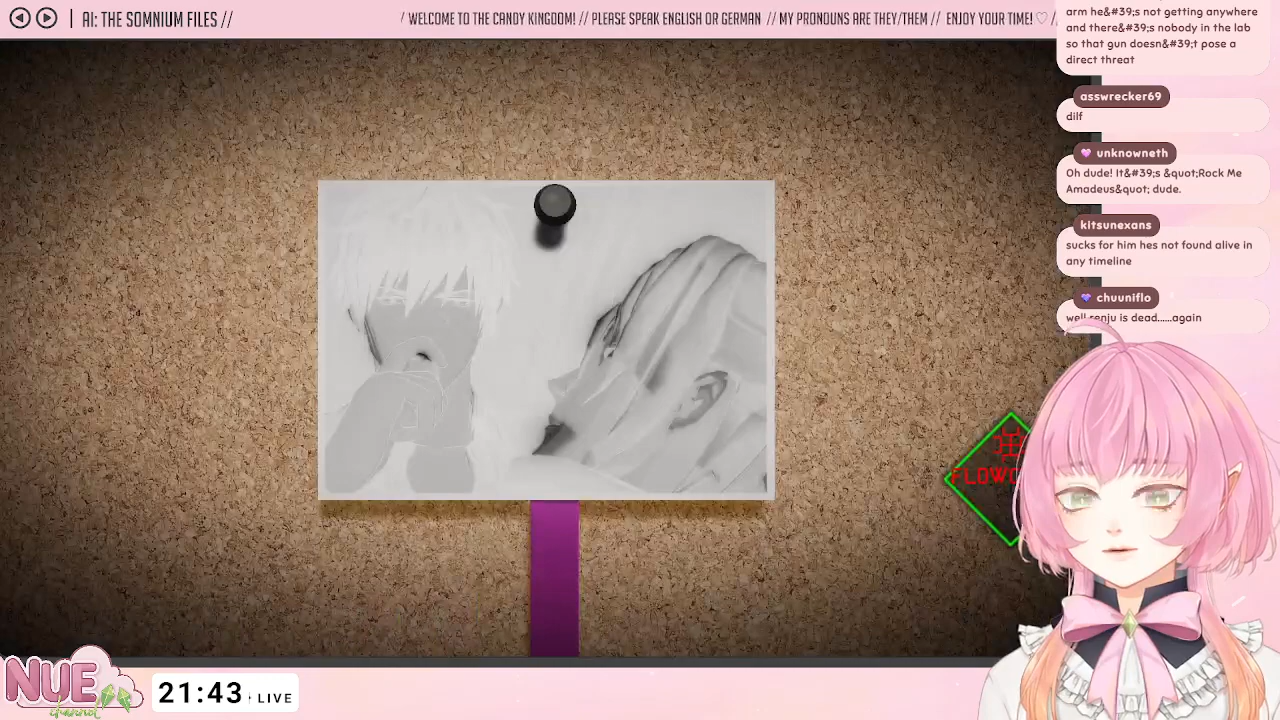 AI: THE SOMNIUM FILES //
/ WELCOME TO THE CANDY KINGDOM! // PLEASE SPEAK ENGLISH OR GERMAN // MY PRONOUNS ARE THEY/THEM // ENJOY YOUR TIME! ♡ //
arm he&#39;s not getting anywhere
and there&#39;s nobody in the lab
so that gun doesn&#39;t pose a
direct threat
asswrecker69
dilf
unknowneth
Oh dude! It&#39;s &quot;Rock Me
Amadeus&quot; dude.
kitsunexans
sucks for him hes not found alive in
any timeline
chuuniflo
well renju is dead......again
NUE
channel
21:43 · LIVE